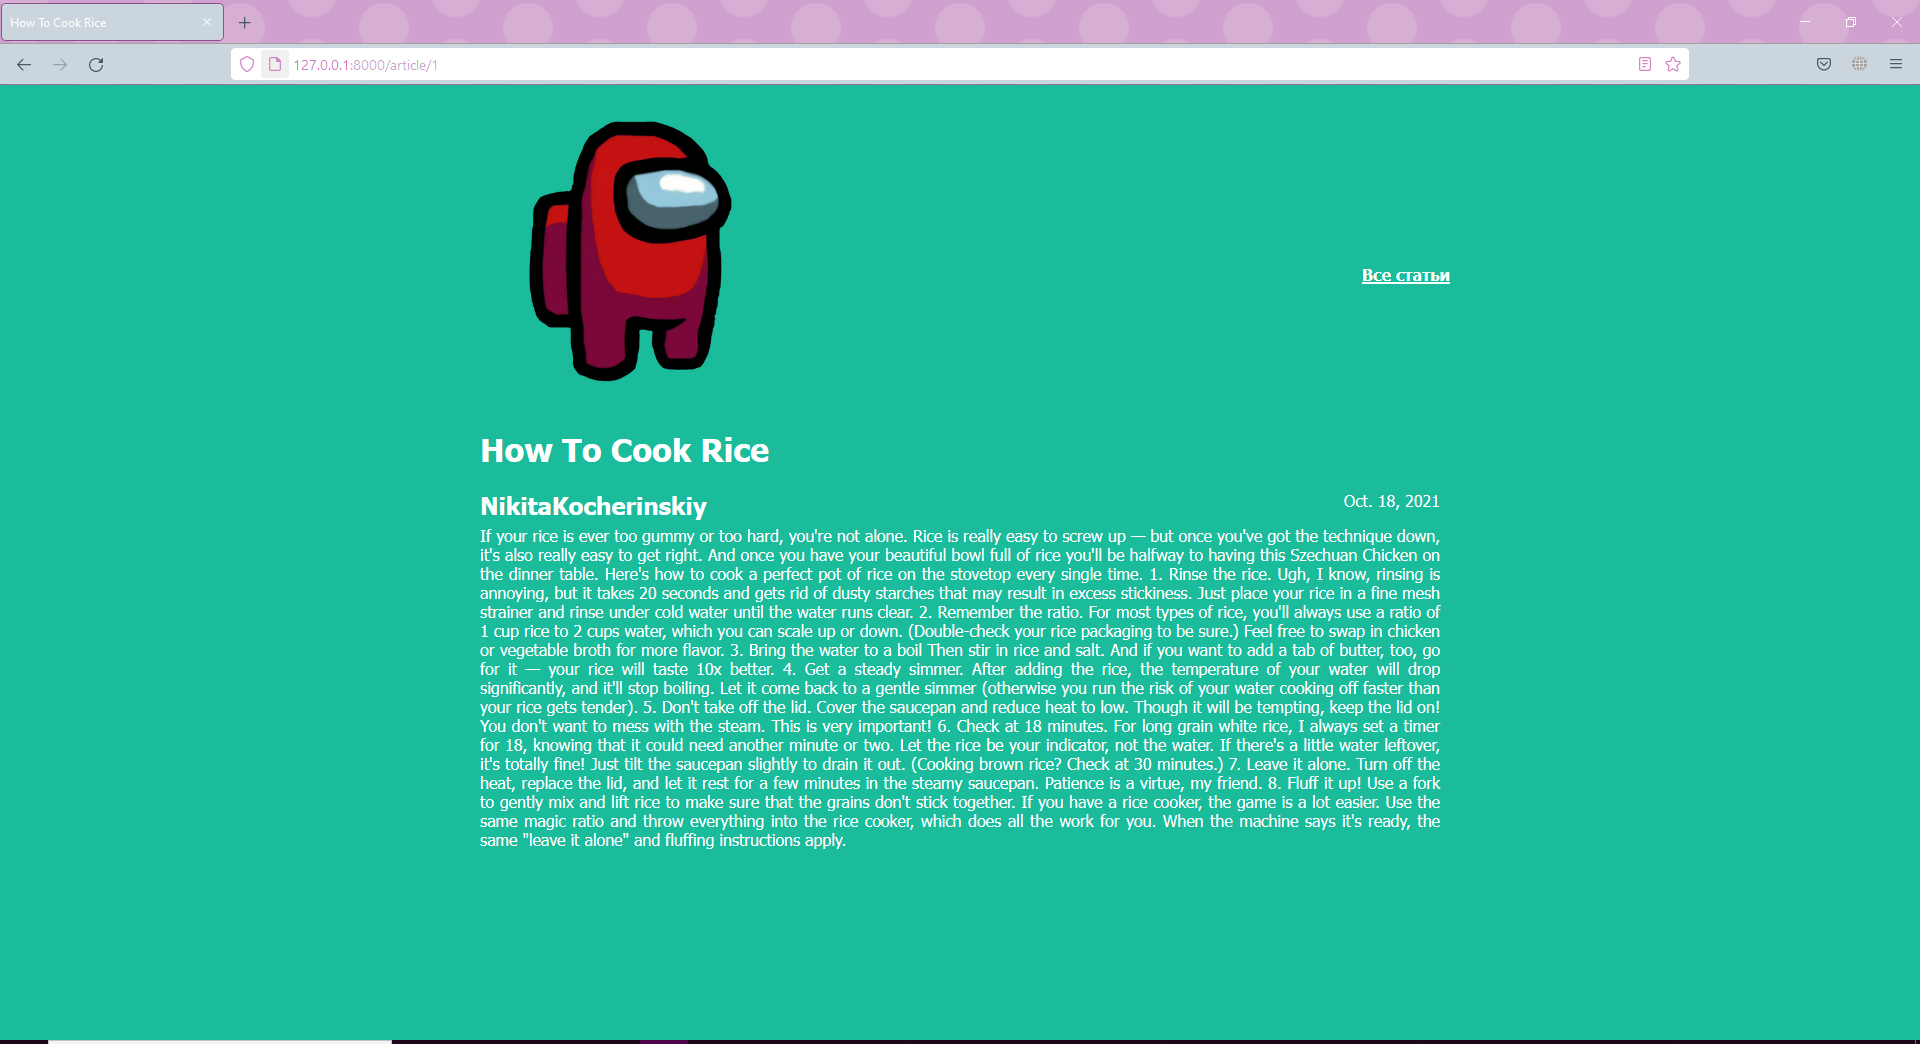 How To Cook Rice
127.0.0.1:8000/article/1
Все статьи
How To Cook Rice
NikitaKocherinskiy
Oct. 18, 2021
If your rice is ever too gummy or too hard, you're not alone. Rice is really easy to screw up — but once you've got the technique down,
it's also really easy to get right. And once you have your beautiful bowl full of rice you'll be halfway to having this Szechuan Chicken on
the dinner table. Here's how to cook a perfect pot of rice on the stovetop every single time. 1. Rinse the rice. Ugh, I know, rinsing is
annoying, but it takes 20 seconds and gets rid of dusty starches that may result in excess stickiness. Just place your rice in a fine mesh
strainer and rinse under cold water until the water runs clear. 2. Remember the ratio. For most types of rice, you'll always use a ratio of
1 cup rice to 2 cups water, which you can scale up or down. (Double-check your rice packaging to be sure.) Feel free to swap in chicken
or vegetable broth for more flavor. 3. Bring the water to a boil Then stir in rice and salt. And if you want to add a tab of butter, too, go
for it — your rice will taste 10x better. 4. Get a steady simmer. After adding the rice, the temperature of your water will drop
significantly, and it'll stop boiling. Let it come back to a gentle simmer (otherwise you run the risk of your water cooking off faster than
your rice gets tender). 5. Don't take off the lid. Cover the saucepan and reduce heat to low. Though it will be tempting, keep the lid on!
You don't want to mess with the steam. This is very important! 6. Check at 18 minutes. For long grain white rice, I always set a timer
for 18, knowing that it could need another minute or two. Let the rice be your indicator, not the water. If there's a little water leftover,
it's totally fine! Just tilt the saucepan slightly to drain it out. (Cooking brown rice? Check at 30 minutes.) 7. Leave it alone. Turn off the
heat, replace the lid, and let it rest for a few minutes in the steamy saucepan. Patience is a virtue, my friend. 8. Fluff it up! Use a fork
to gently mix and lift rice to make sure that the grains don't stick together. If you have a rice cooker, the game is a lot easier. Use the
same magic ratio and throw everything into the rice cooker, which does all the work for you. When the machine says it's ready, the
same "leave it alone" and fluffing instructions apply.